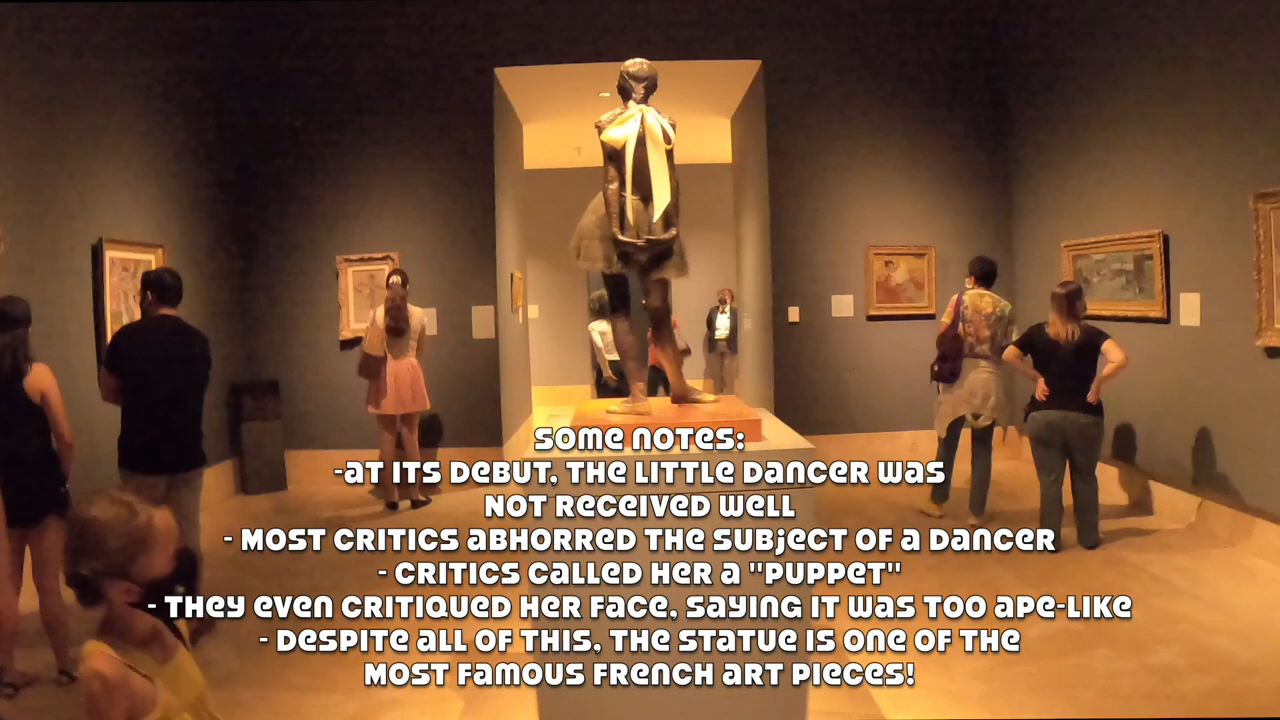 Some Notes:
-At its debut, The Little Dancer was
not received well
- Most critics abhorred the subject of a dancer
- Critics called her a "puppet"
- They even critiqued her face, saying it was too ape-like
- Despite all of this, the statue is one of the
most famous French art pieces!